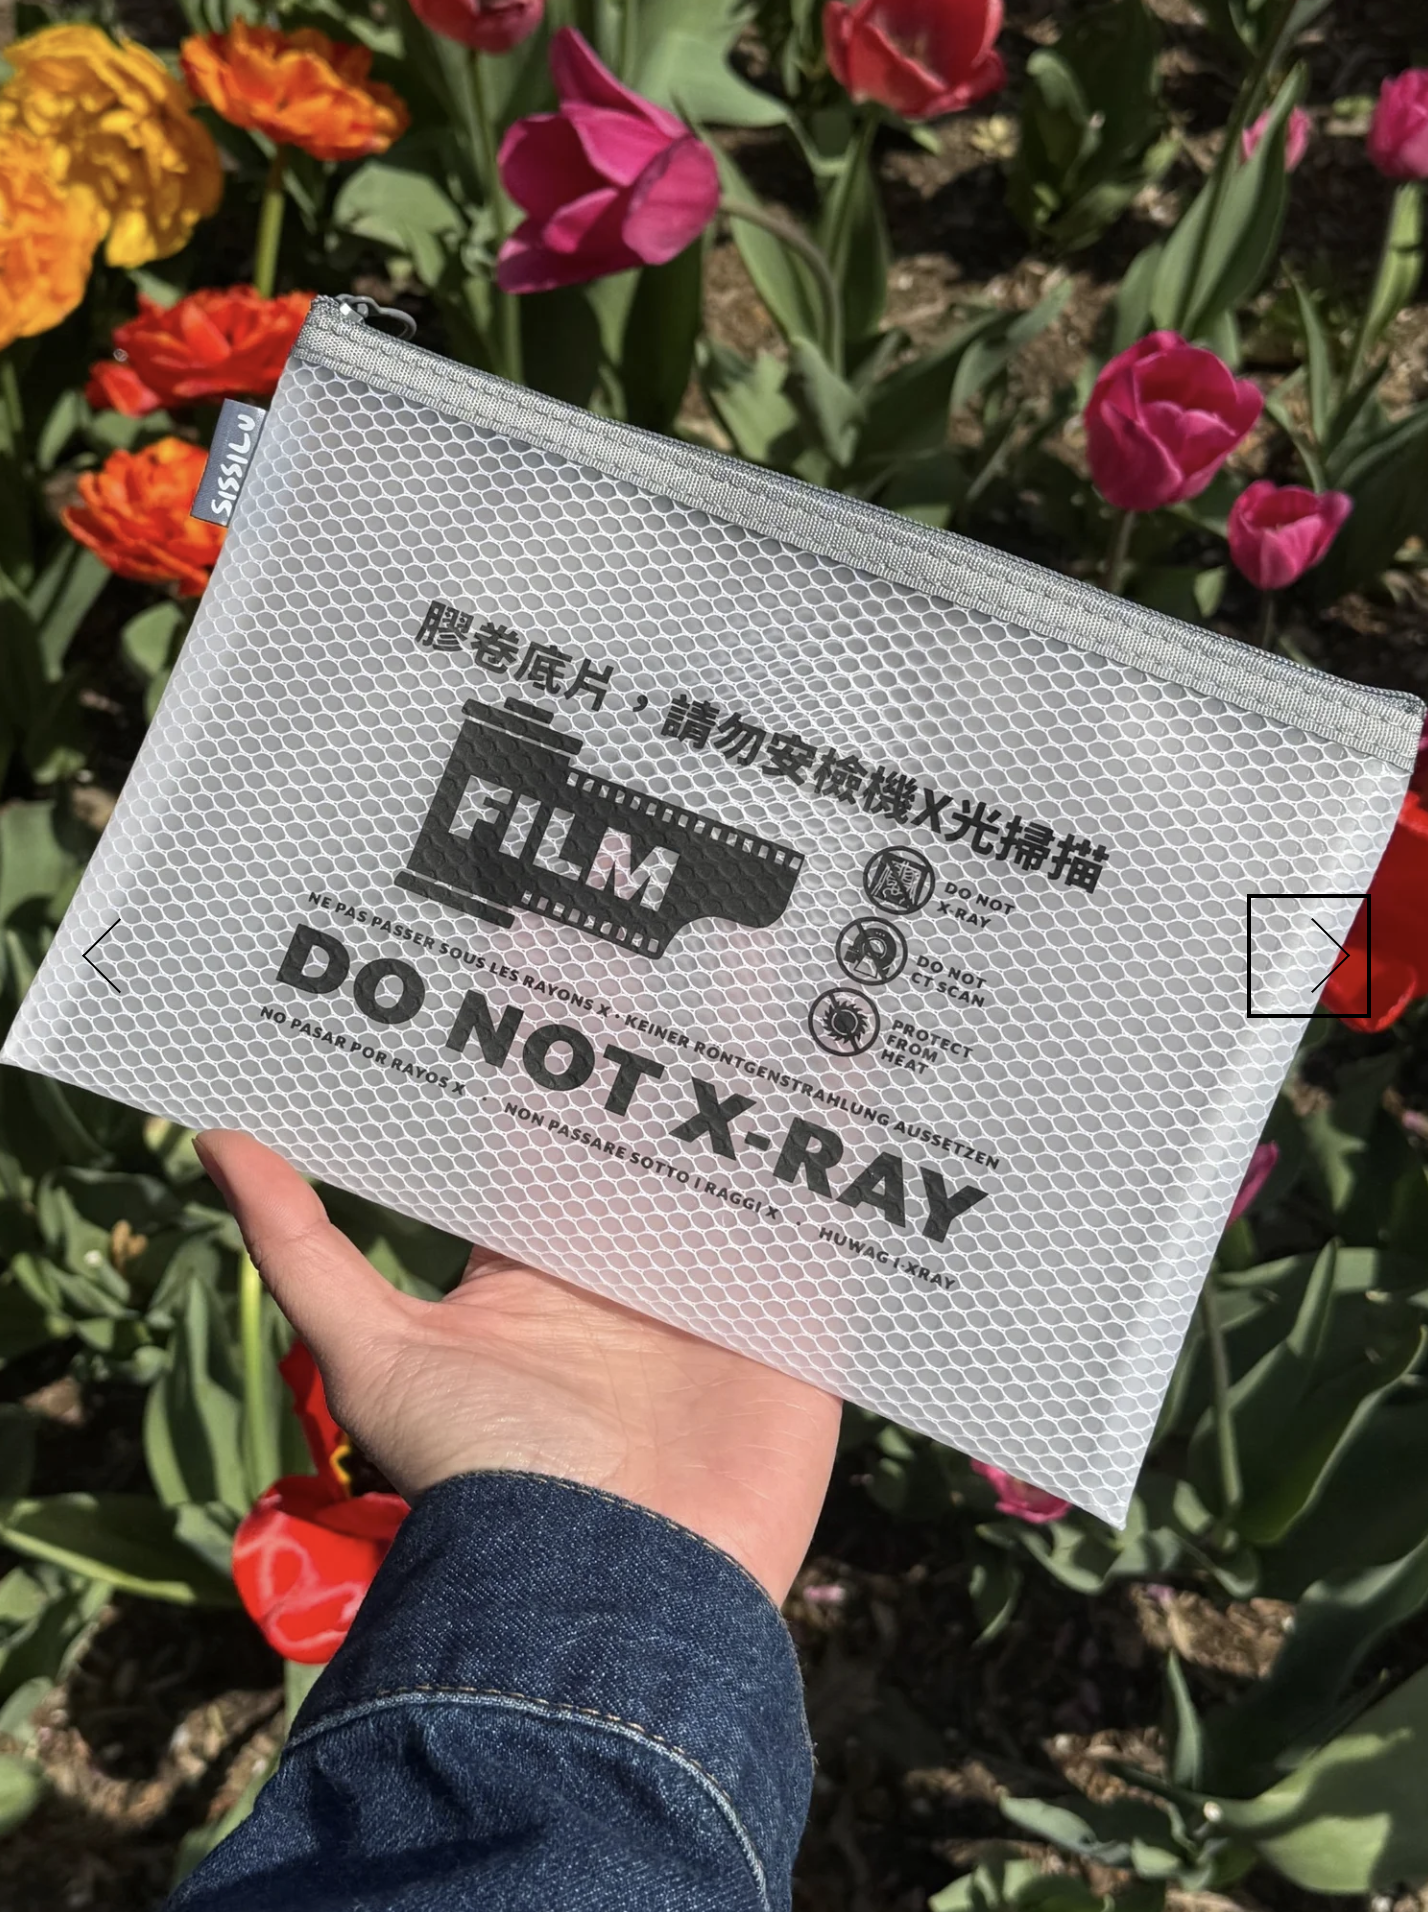 SISSILU
膠卷底片，請勿安檢機X光掃描
FILM
DO NOT
X-RAY
DO NOT
CT SCAN
PROTECT
FROM
HEAT
NE PAS PASSER SOUS LES RAYONS X · KEINER RÖNTGENSTRAHLUNG AUSSETZEN
DO NOT X-RAY
NO PASAR POR RAYOS X · NON PASSARE SOTTO I RAGGI X · HUWAG I-XRAY